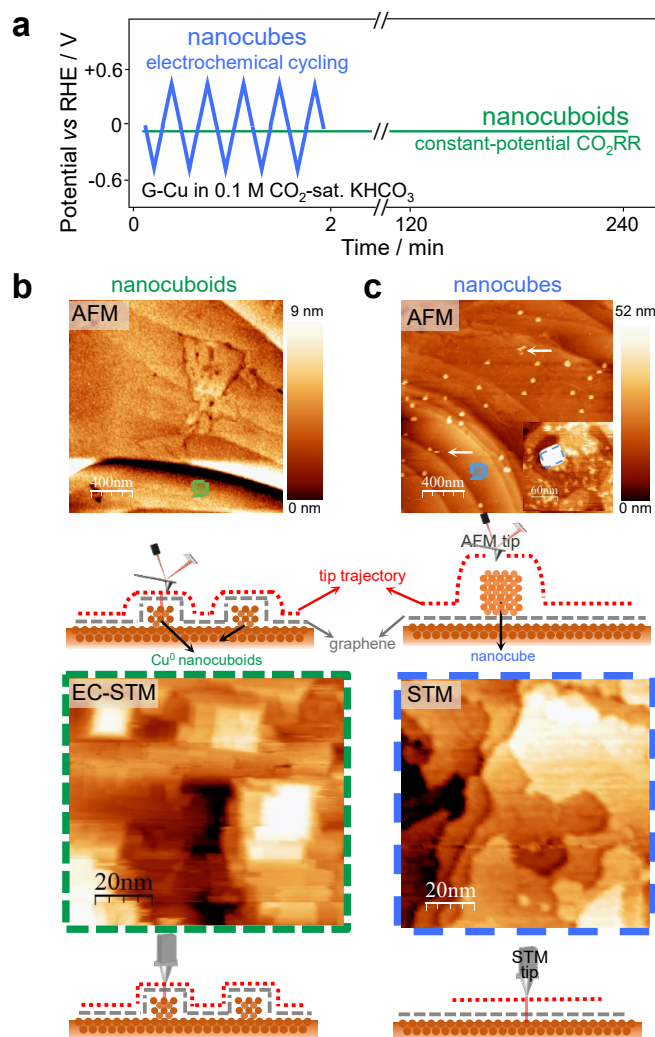 a
nanocubes
electrochemical cycling
Potential vs RHE / V
+0.6
0
-0.6
nanocuboids
constant-potential CO₂RR
G-Cu in 0.1 M CO₂-sat. KHCO₃
0
2
120
240
Time / min
b
nanocuboids
AFM
9 nm
400nm
0 nm
c
nanocubes
AFM
52 nm
400nm
60nm
0 nm
AFM tip
tip trajectory
graphene
Cu⁰ nanocuboids
nanocube
EC-STM
20nm
STM
20nm
STM
tip